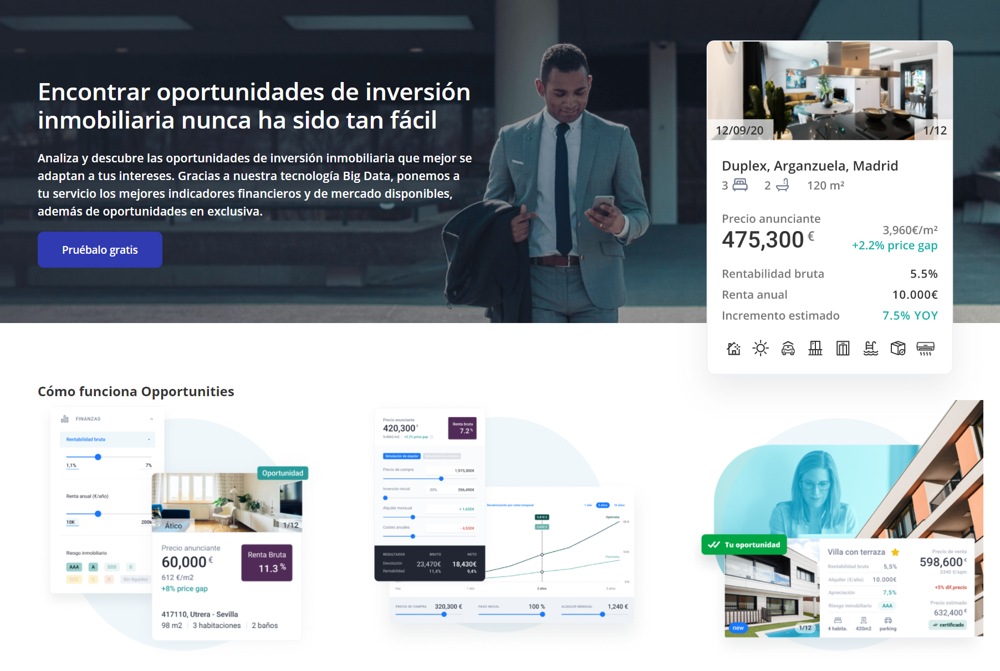 Encontrar oportunidades de inversión
inmobiliaria nunca ha sido tan fácil
Analiza y descubre las oportunidades de inversión inmobiliaria que mejor se
adaptan a tus intereses. Gracias a nuestra tecnología Big Data, ponemos a
tu servicio los mejores indicadores financieros y de mercado disponibles,
además de oportunidades en exclusiva.
Pruébalo gratis
12/09/20
1/12
Duplex, Arganzuela, Madrid
3 2 120 m²
Precio anunciante
475,300 €
3,960€/m²
+2.2% price gap
Rentabilidad bruta 5.5%
Renta anual 10.000€
Incremento estimado 7.5% YOY
Cómo funciona Opportunities
FINANZAS
Rentabilidad bruta
1,1% 7%
Renta anual (€/año)
10K 200k
Riesgo inmobiliario
AAA A BBB B
CCC C D Sin liquidez
Oportunidad
Ático
1/12
Precio anunciante
60,000 €
612 €/m2
+8% price gap
Renta Bruta
11.3 %
417110, Utrera - Sevilla
98 m2 3 habitaciones 2 baños
Precio anunciante
420,300 €
9,406€/m2 +2.2% price gap
Renta bruta
7.2 %
Simulación de alquiler Simulación de compra
Precio de compra 1,975,300€
Inversión inicial 20% 356,490€
Alquiler mensual + 1,650€
Costes anuales - 4,530€
RESULTADOS BRUTO NETO
Devolución 23,470€ 18,430€
Rentabilidad 11,4% 9,4%
Revalorización por venta temporal
1 año 3 años 10 años
9,410 €
6,430 €
Optimista
20 K
10 K
Pesimista
0 K
Hoy 1 año 2 años 3 años
PRECIO DE COMPRA 320,300 €
PAGO INICIAL 100 %
ALQUILER MENSUAL 1,240 €
Tu oportunidad
new
1/12
Villa con terraza
Rentabilidad bruta 5,5%
Alquiler (€/año) 10.000€
Apreciación 7,5%
Riesgo inmobiliario AAA
4 habita. 420m2 parking
Precio de venta
598,600 €
3340 €/sqm
+5% dif.precio
Precio estimado
632,400 €
certificado